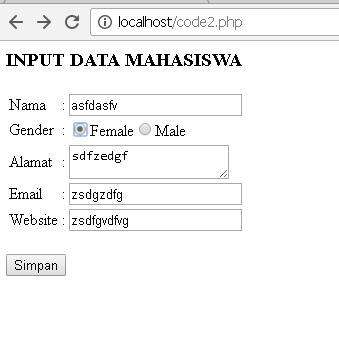 localhost/code2.php
INPUT DATA MAHASISWA
Nama : asfdasfv
Gender : Female Male
Alamat : sdfzedgf
Email : zsdgzdfg
Website : zsdfgvdfvg
Simpan